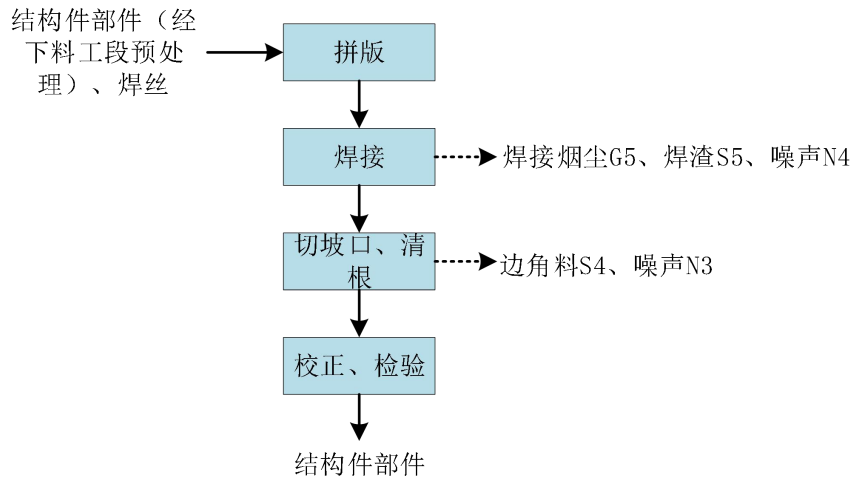 结构件部件（经
下料工段预处
理）、焊丝
拼版
焊接
焊接烟尘G5、焊渣S5、噪声N4
切坡口、清
根
边角料S4、噪声N3
校正、检验
结构件部件